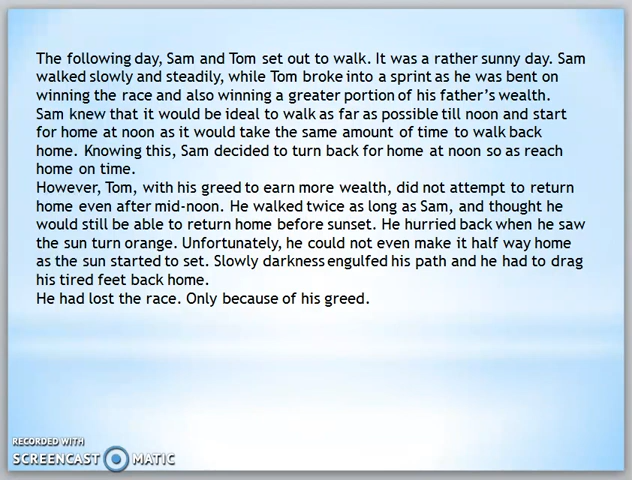 The following day, Sam and Tom set out to walk. It was a rather sunny day. Sam
walked slowly and steadily, while Tom broke into a sprint as he was bent on
winning the race and also winning a greater portion of his father’s wealth.
Sam knew that it would be ideal to walk as far as possible till noon and start
for home at noon as it would take the same amount of time to walk back
home. Knowing this, Sam decided to turn back for home at noon so as reach
home on time.
However, Tom, with his greed to earn more wealth, did not attempt to return
home even after mid-noon. He walked twice as long as Sam, and thought he
would still be able to return home before sunset. He hurried back when he saw
the sun turn orange. Unfortunately, he could not even make it half way home
as the sun started to set. Slowly darkness engulfed his path and he had to drag
his tired feet back home.
He had lost the race. Only because of his greed.
RECORDED WITH
SCREENCAST MATIC